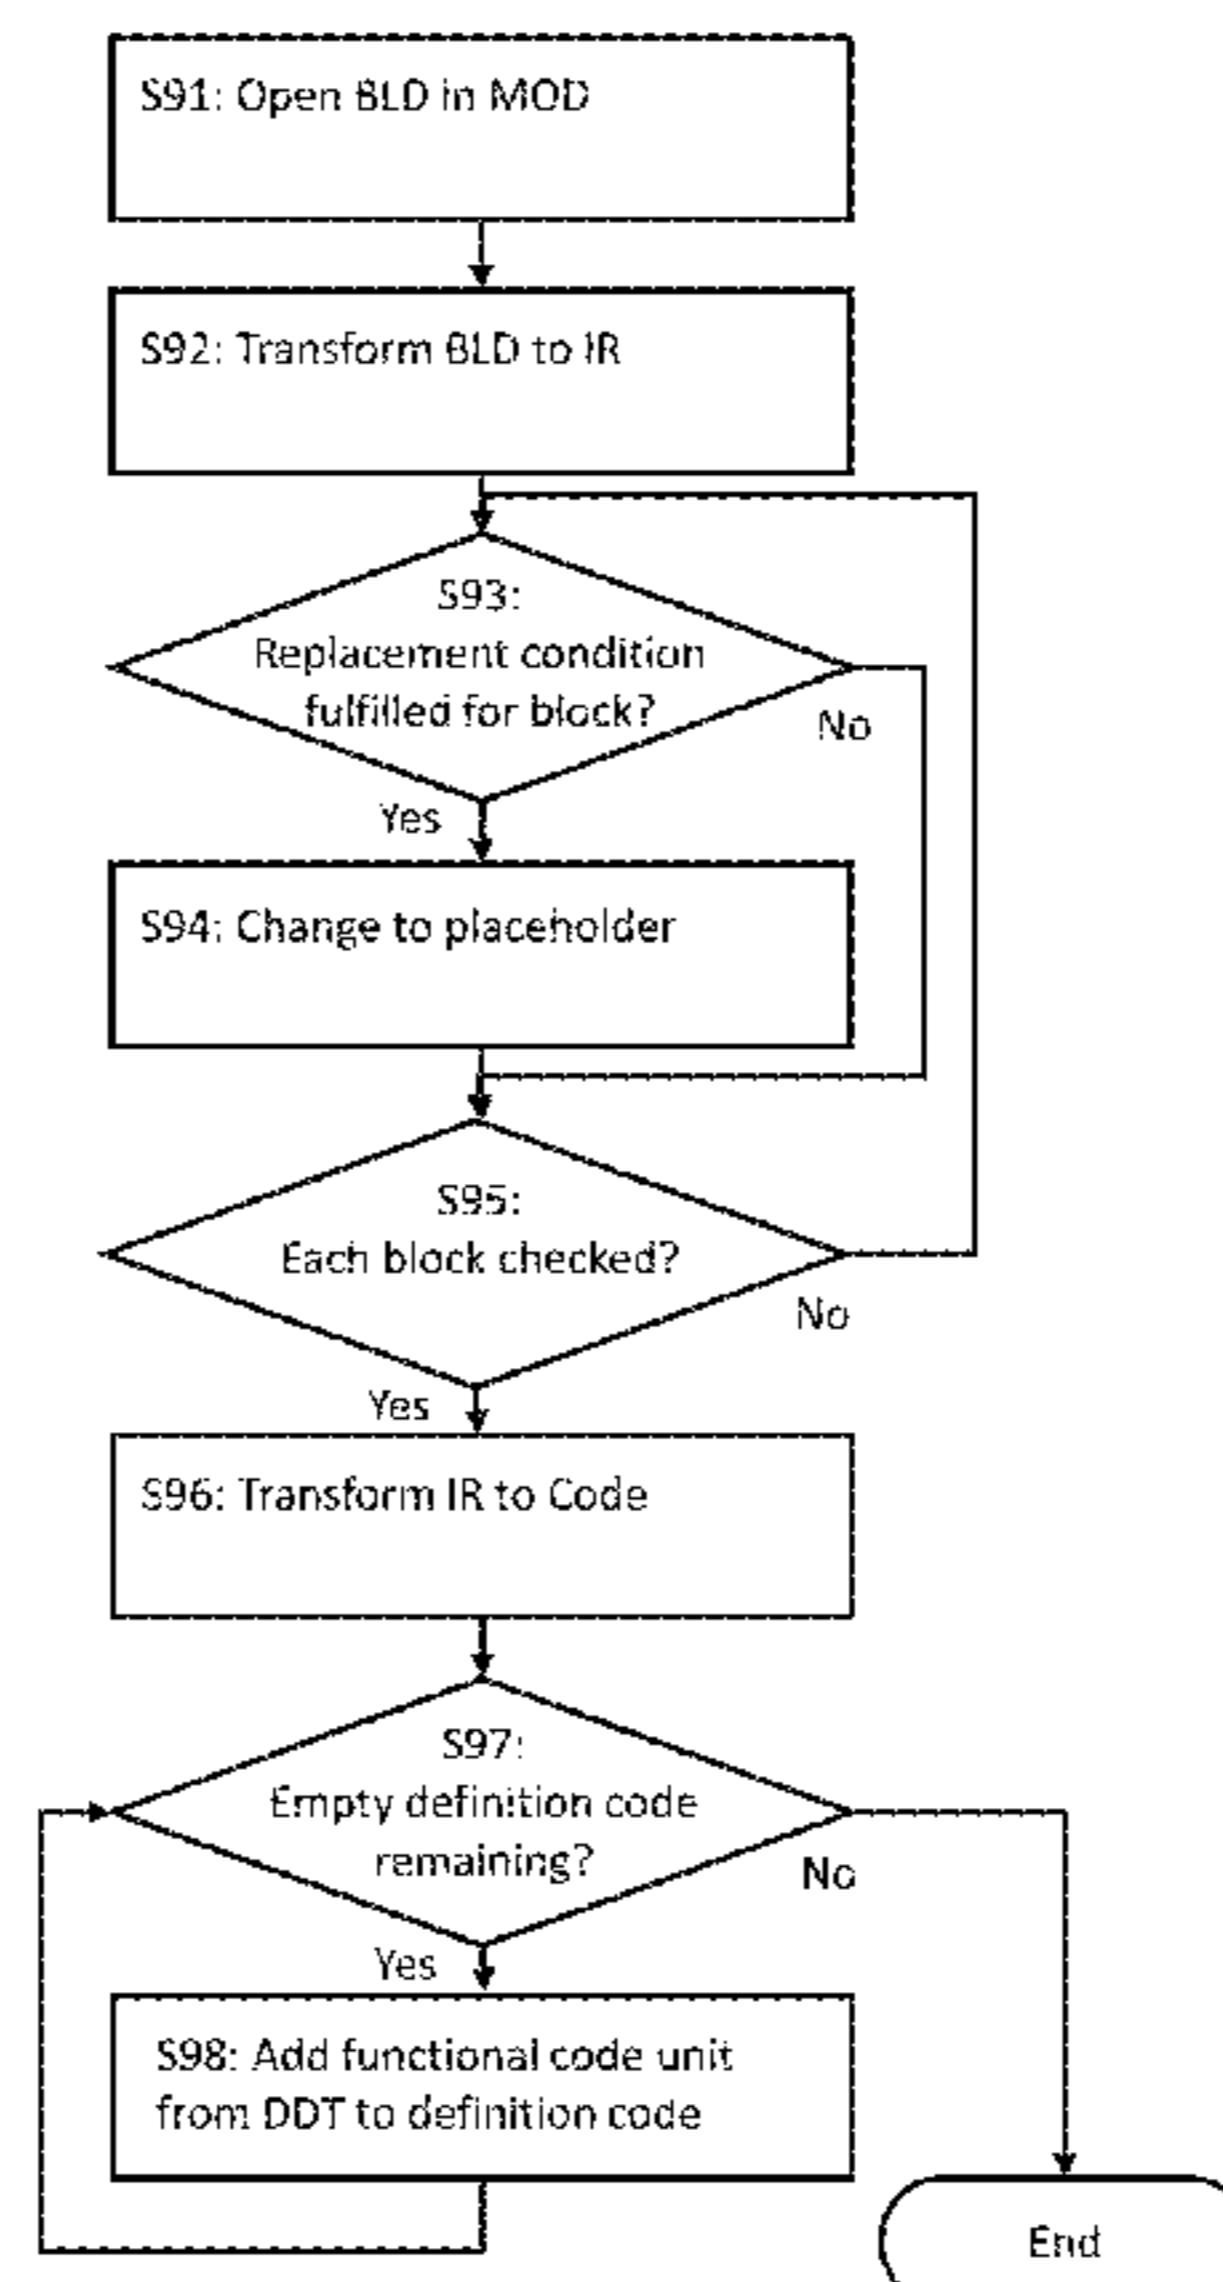 S91: Open BLD in MOD
S92: Transform BLD to IR
S93:
Replacement condition
fulfilled for block?
No
Yes
S94: Change to placeholder
S95:
Each block checked?
No
Yes
S96: Transform IR to Code
S97:
Empty definition code
remaining?
No
Yes
S98: Add functional code unit
from DDT to definition code
End